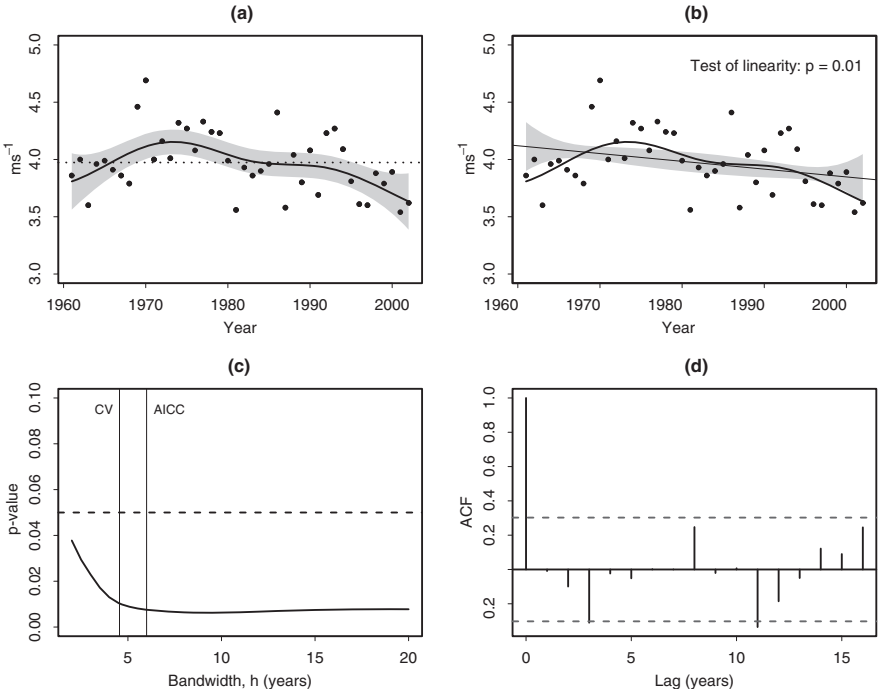 (a)
5.0
4.5
4.0
3.5
3.0
ms⁻¹
1960 1970 1980 1990 2000
Year
(b)
Test of linearity: p = 0.01
5.0
4.5
4.0
3.5
3.0
ms⁻¹
1960 1970 1980 1990 2000
Year
(c)
CV
AICC
0.10
0.08
0.06
0.04
0.02
0.00
p-value
5 10 15 20
Bandwidth, h (years)
(d)
1.0
0.8
0.6
0.4
0.2
0.2
ACF
0 5 10 15
Lag (years)